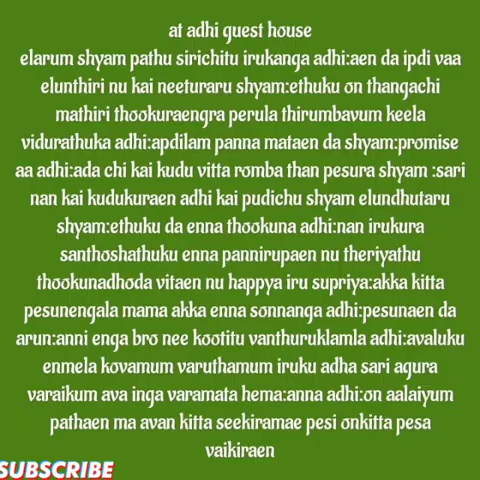 at adhi guest house
elarum shyam pathu sirichitu irukanga adhi:aen da ipdi vaa
elunthiri nu kai neeturaru shyam:ethuku on thangachi
mathiri thookuraengra perula thirumbavum keela
vidurathuka adhi:apdilam panna mataen da shyam:promise
aa adhi:ada chi kai kudu vitta romba than pesura shyam :sari
nan kai kudukuraen adhi kai pudichu shyam elundhutaru
shyam:ethuku da enna thookuna adhi:nan irukura
santhoshathuku enna pannirupaen nu theriyathu
thookunadhoda vitaen nu happya iru supriya:akka kitta
pesunengala mama akka enna sonnanga adhi:pesunaen da
arun:anni enga bro nee kootitu vanthuruklamla adhi:avaluku
enmela kovamum varuthamum iruku adha sari agura
varaikum ava inga varamata hema:anna adhi:on aalaiyum
pathaen ma avan kitta seekiramae pesi onkitta pesa
vaikiraen
SUBSCRIBE